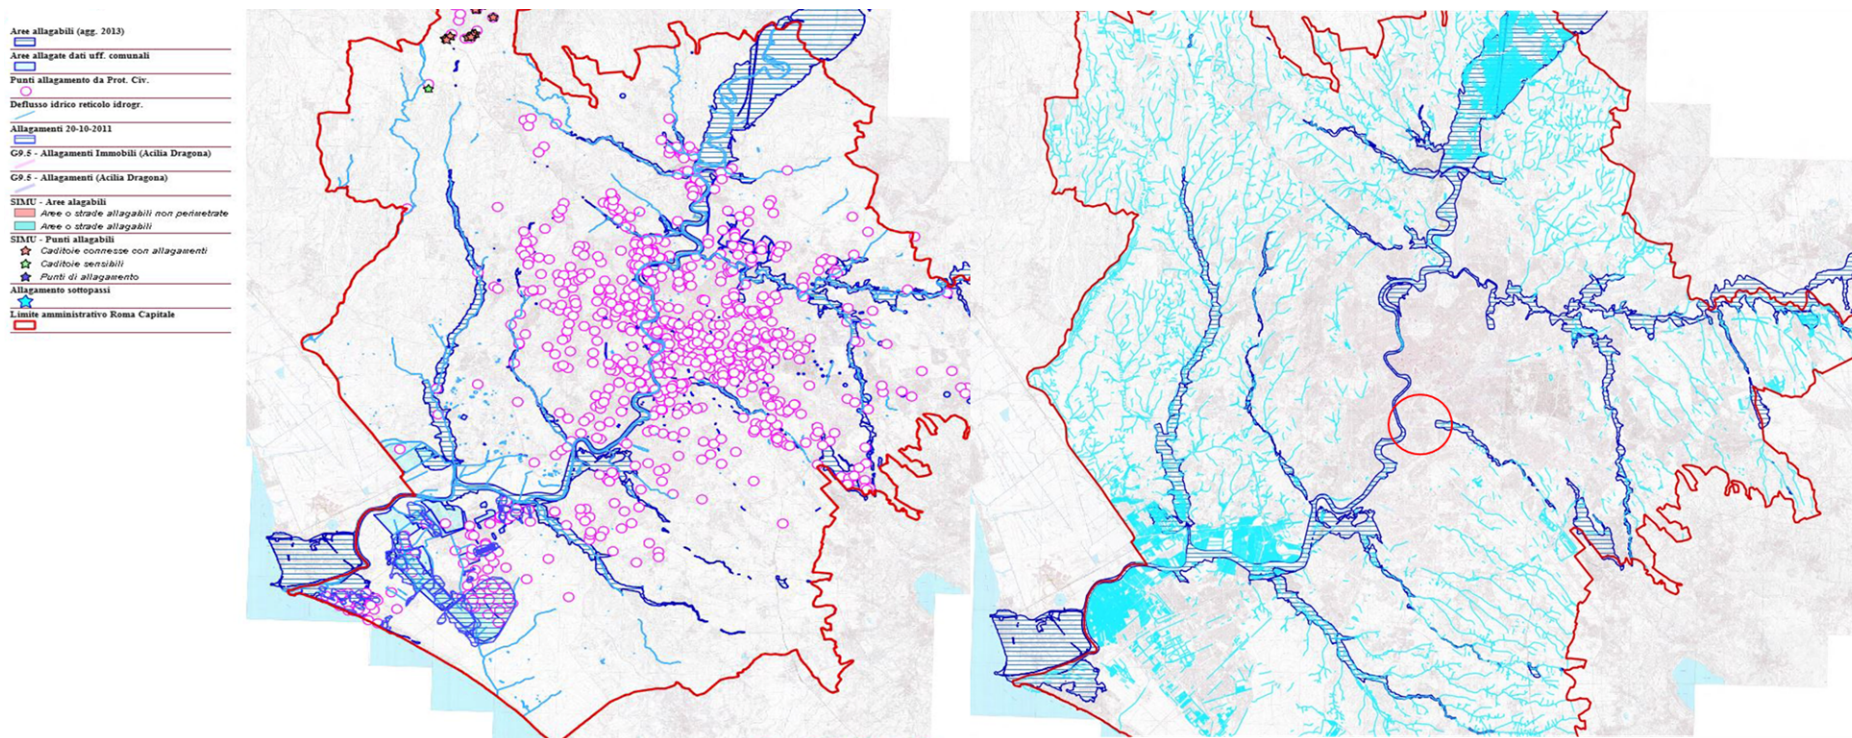 Aree allagabili (agg. 2013)
Aree allagate dati uff. comunali
Punti allagamento da Prot. Civ.
Deflusso idrico reticolo idrogr.
Allagamenti 20-10-2011
G9.5 - Allagamenti Immobili (Acilia Dragona)
G9.5 - Allagamenti (Acilia Dragona)
SIMU - Aree alagabili
Aree o strade allagabili non perimetrate
Aree o strade allagabili
SIMU - Punti allagabili
Caditoie connesse con allagamenti
Caditoie sensibili
Punti di allagamento
Allagamento sottopassi
Limite amministrativo Roma Capitale